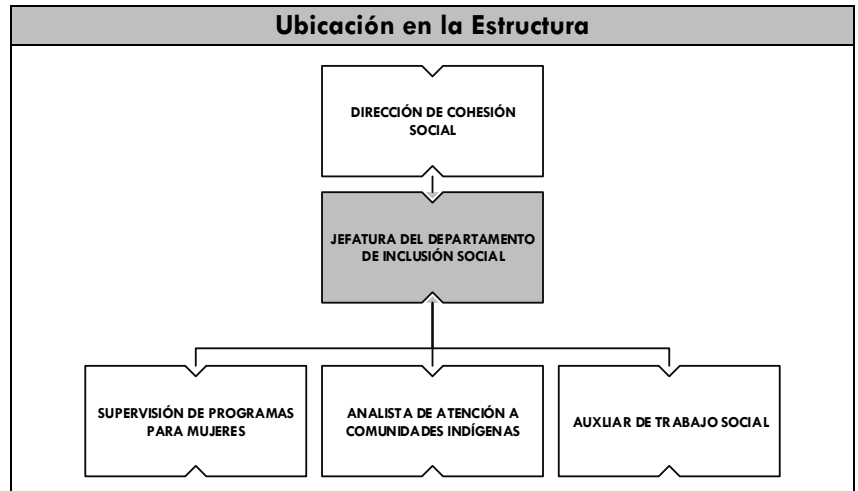 Ubicación en la Estructura
DIRECCIÓN DE COHESIÓN
SOCIAL
JEFATURA DEL DEPARTAMENTO
DE INCLUSIÓN SOCIAL
SUPERVISIÓN DE PROGRAMAS
PARA MUJERES
ANALISTA DE ATENCIÓN A
COMUNIDADES INDÍGENAS
AUXLIAR DE TRABAJO SOCIAL